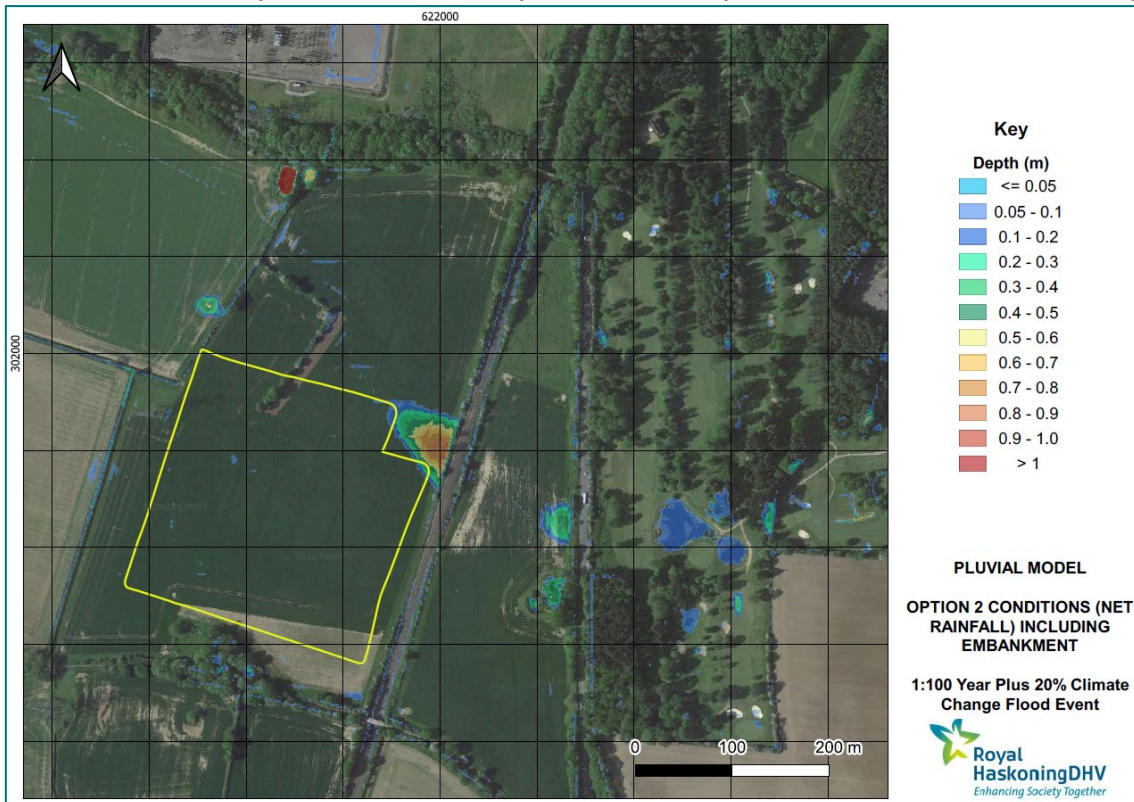 622000
302000
Key
Depth (m)
<= 0.05
0.05 - 0.1
0.1 - 0.2
0.2 - 0.3
0.3 - 0.4
0.4 - 0.5
0.5 - 0.6
0.6 - 0.7
0.7 - 0.8
0.8 - 0.9
0.9 - 1.0
> 1
PLUVIAL MODEL
OPTION 2 CONDITIONS (NET
RAINFALL) INCLUDING
EMBANKMENT
1:100 Year Plus 20% Climate
Change Flood Event
0 100 200 m
Royal
HaskoningDHV
Enhancing Society Together